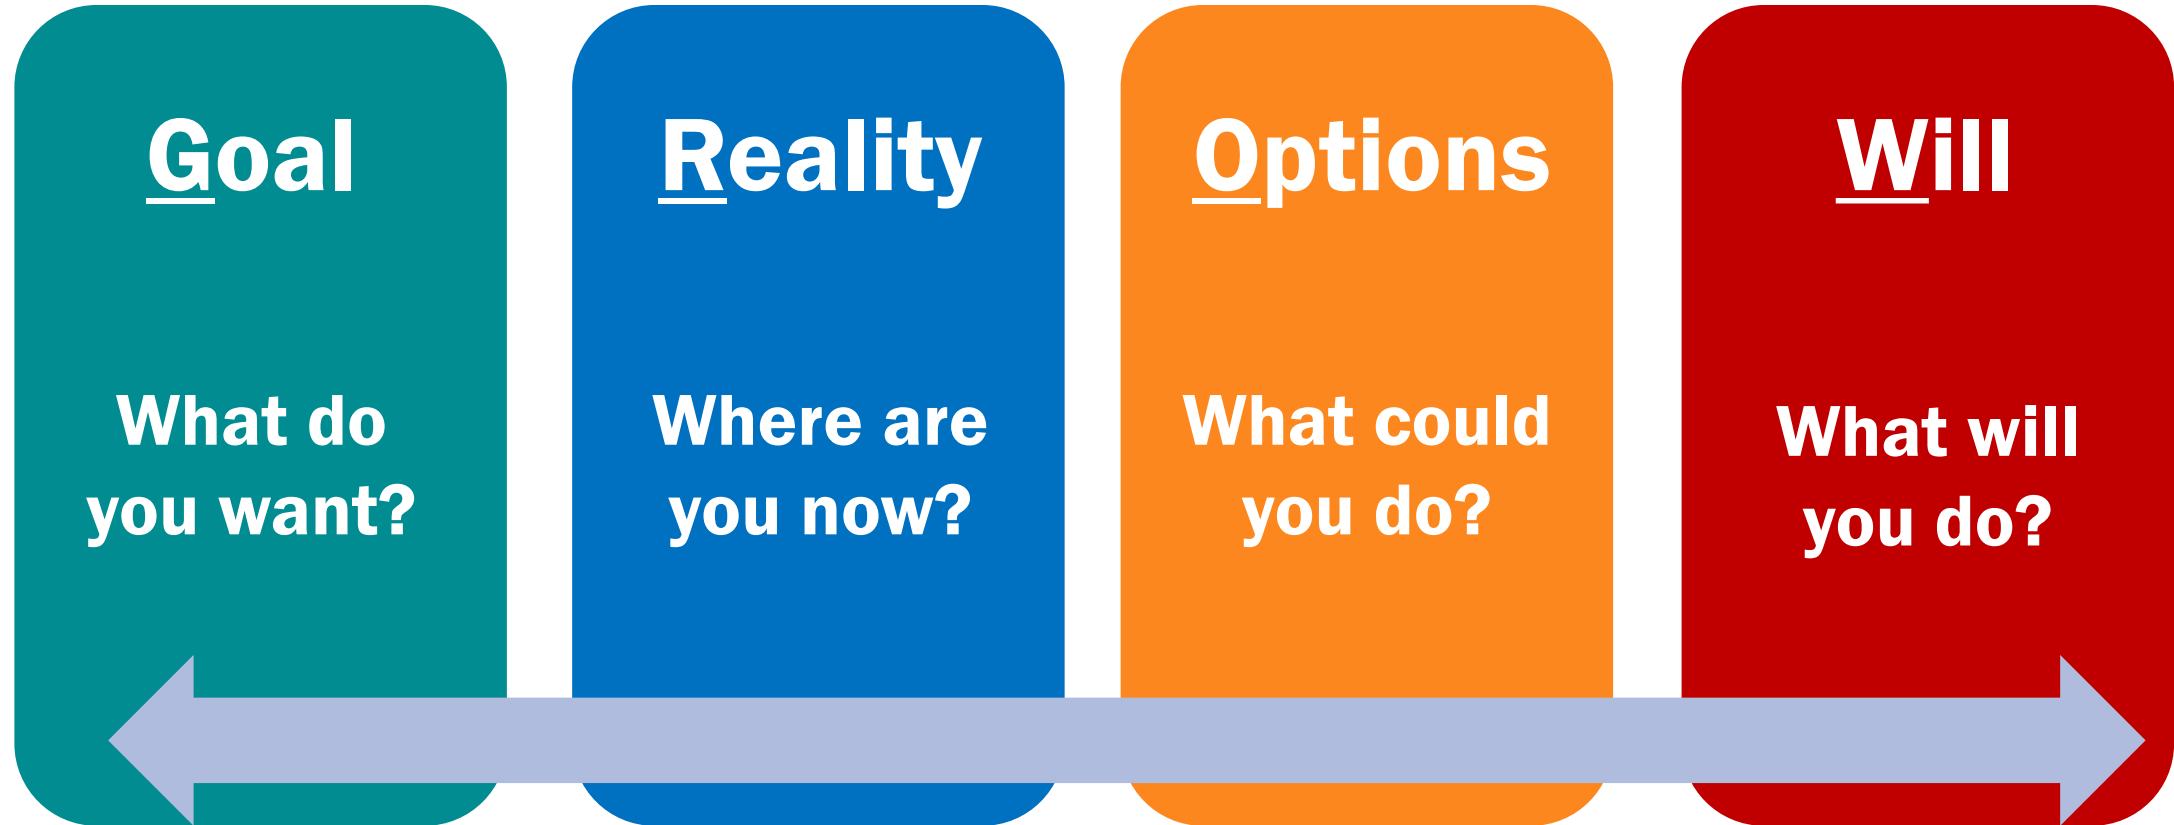 Goal
What do
you want?
Reality
Where are
you now?
Options
What could
you do?
Will
What will
you do?